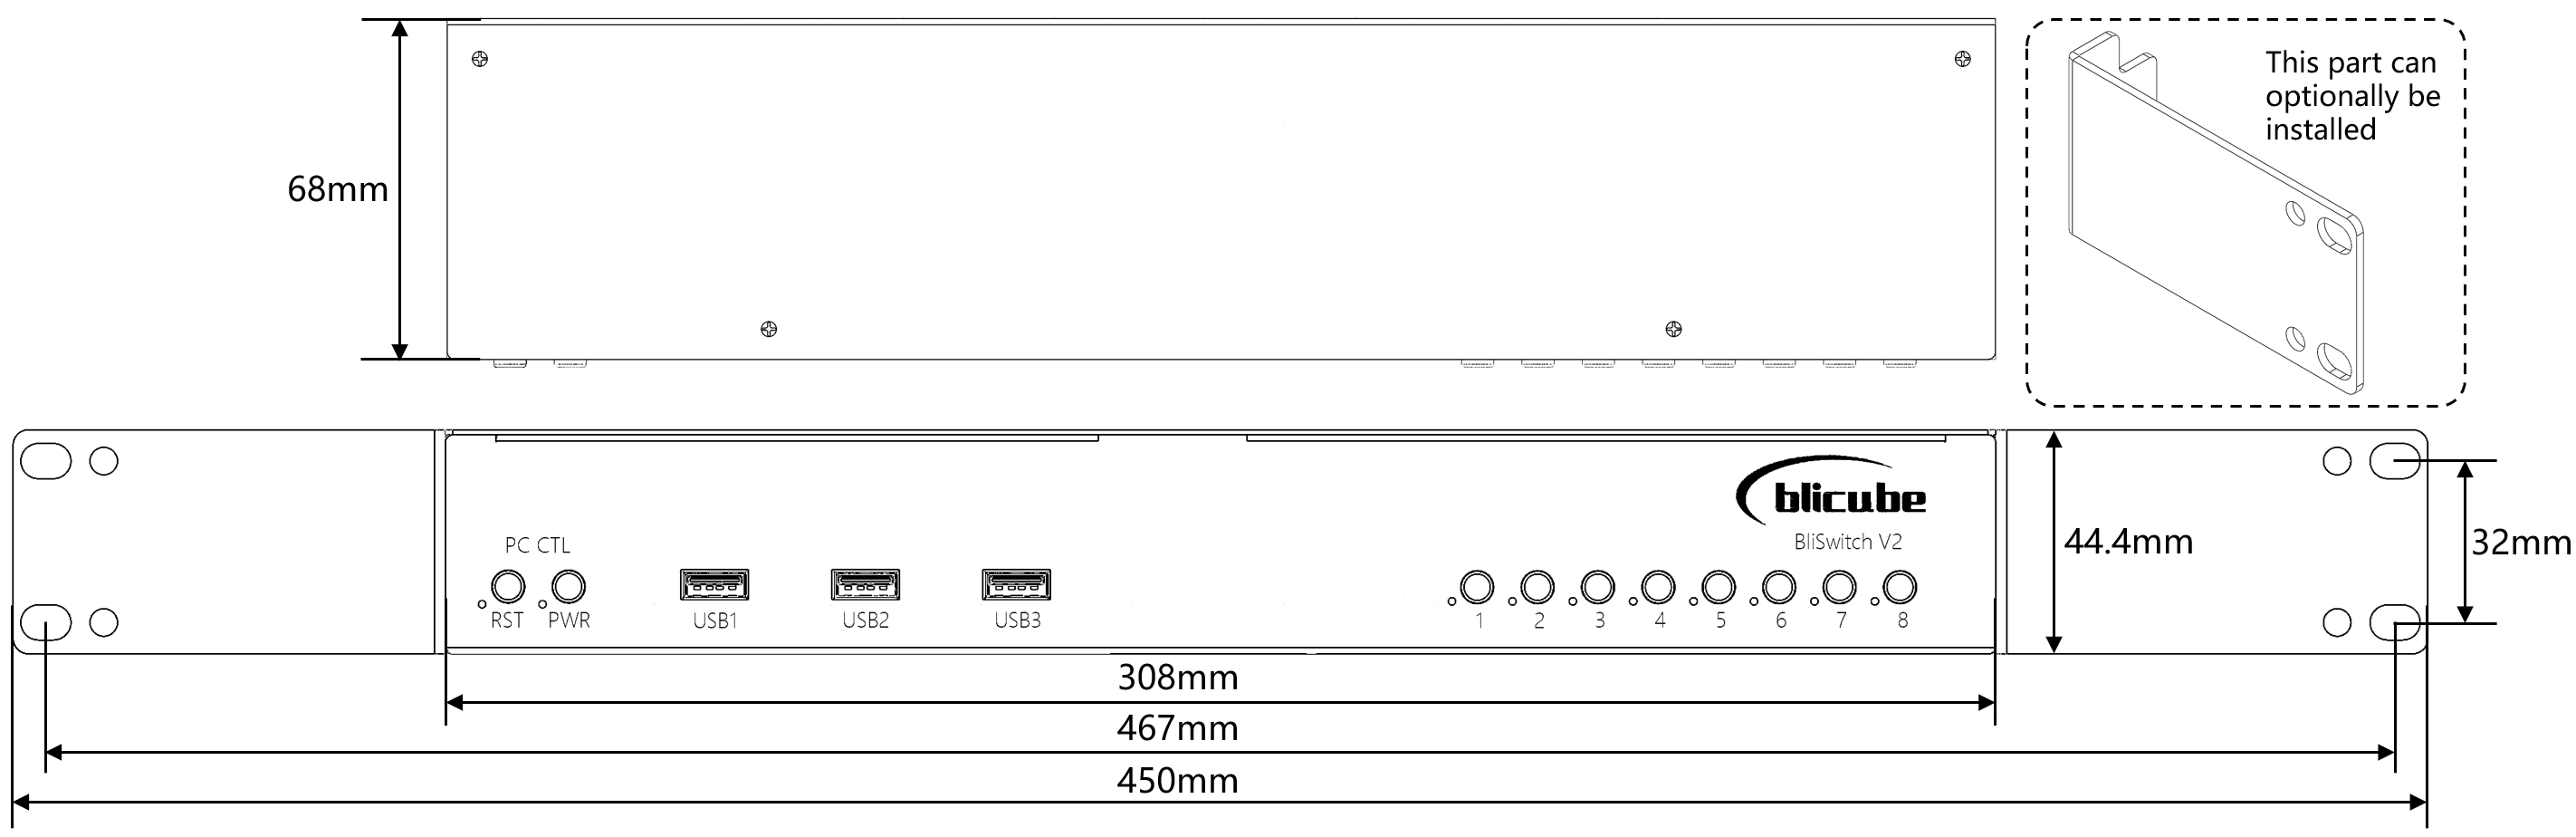 This part can
optionally be
installed
68mm
blicube
BliSwitch V2
PC CTL
RST PWR USB1 USB2 USB3 1 2 3 4 5 6 7 8
44.4mm
32mm
308mm
467mm
450mm